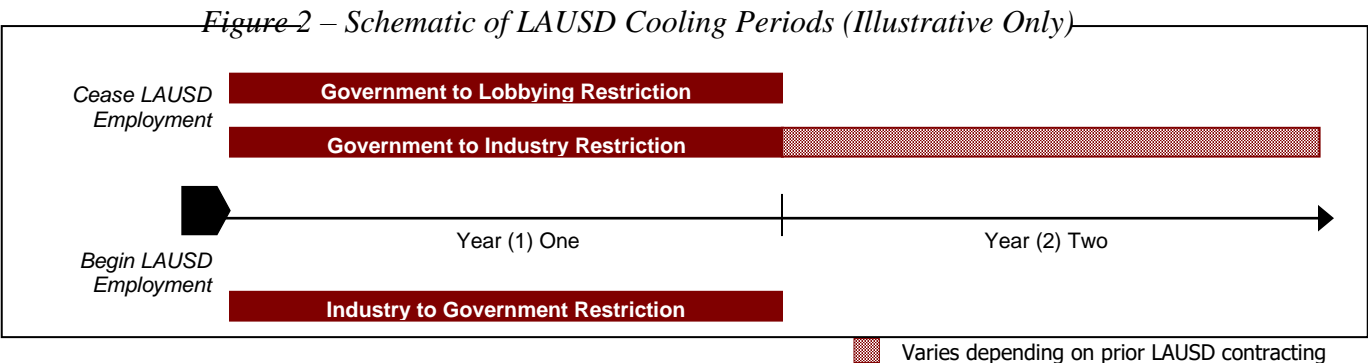 Figure 2 – Schematic of LAUSD Cooling Periods (Illustrative Only)
Cease LAUSD
Employment
Government to Lobbying Restriction
Government to Industry Restriction
Year (1) One
Year (2) Two
Begin LAUSD
Employment
Industry to Government Restriction
Varies depending on prior LAUSD contracting